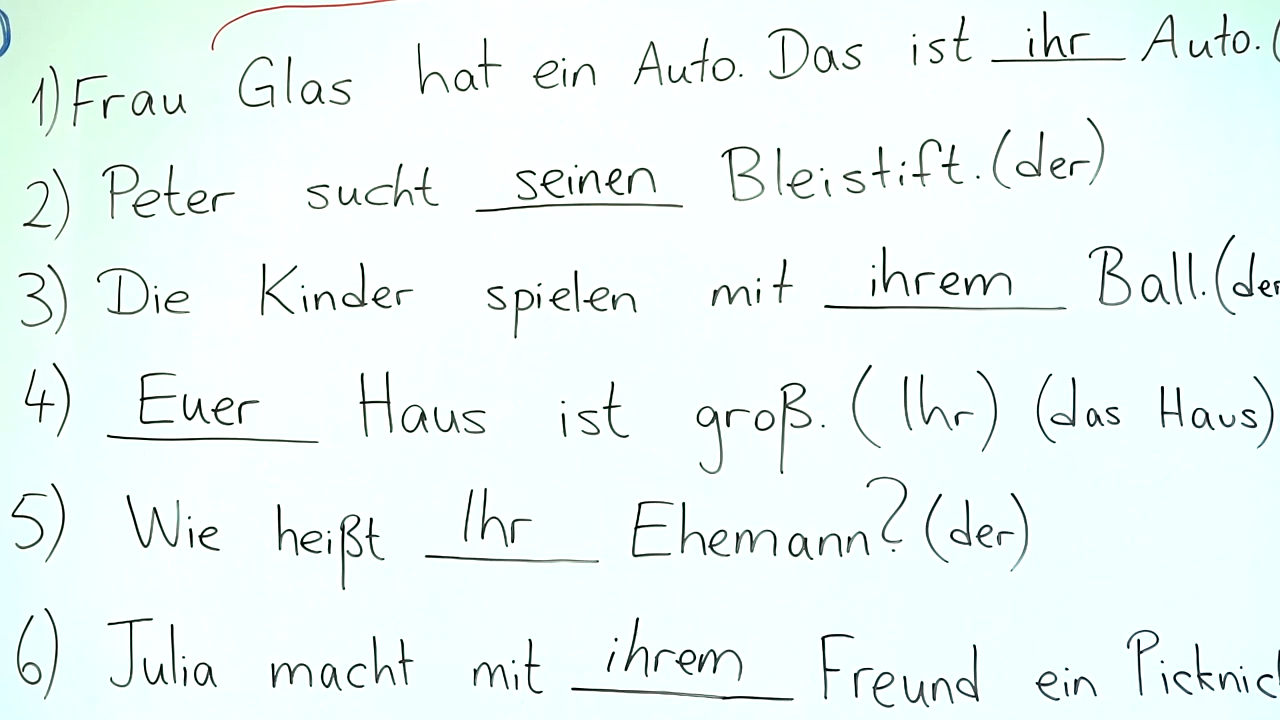 1) Frau Glas hat ein Auto. Das ist ihr Auto. (
2) Peter sucht seinen Bleistift. (der)
3) Die Kinder spielen mit ihrem Ball. (der
4) Euer Haus ist groß. (Ihr) (das Haus)
5) Wie heißt Ihr Ehemann? (der)
6) Julia macht mit ihrem Freund ein Picknic